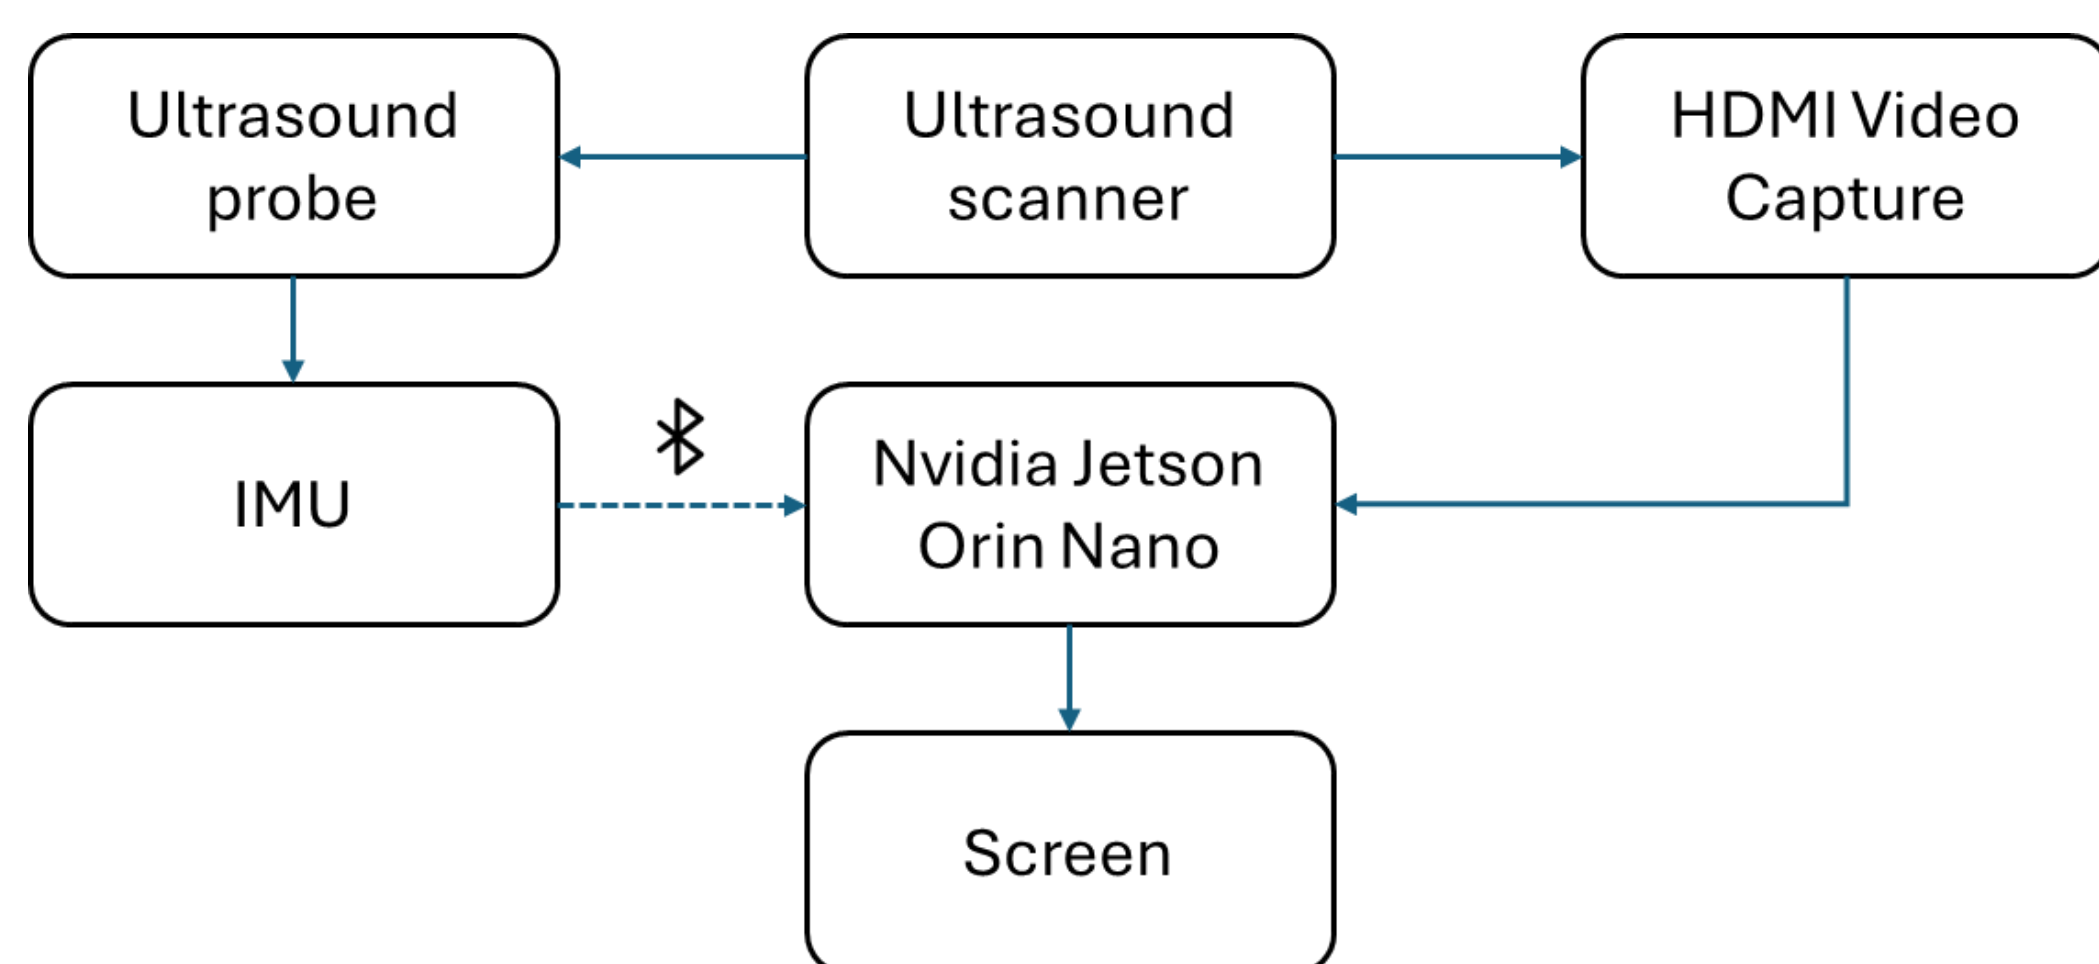 Ultrasound
probe
Ultrasound
scanner
HDMI Video
Capture
IMU
Nvidia Jetson
Orin Nano
Screen